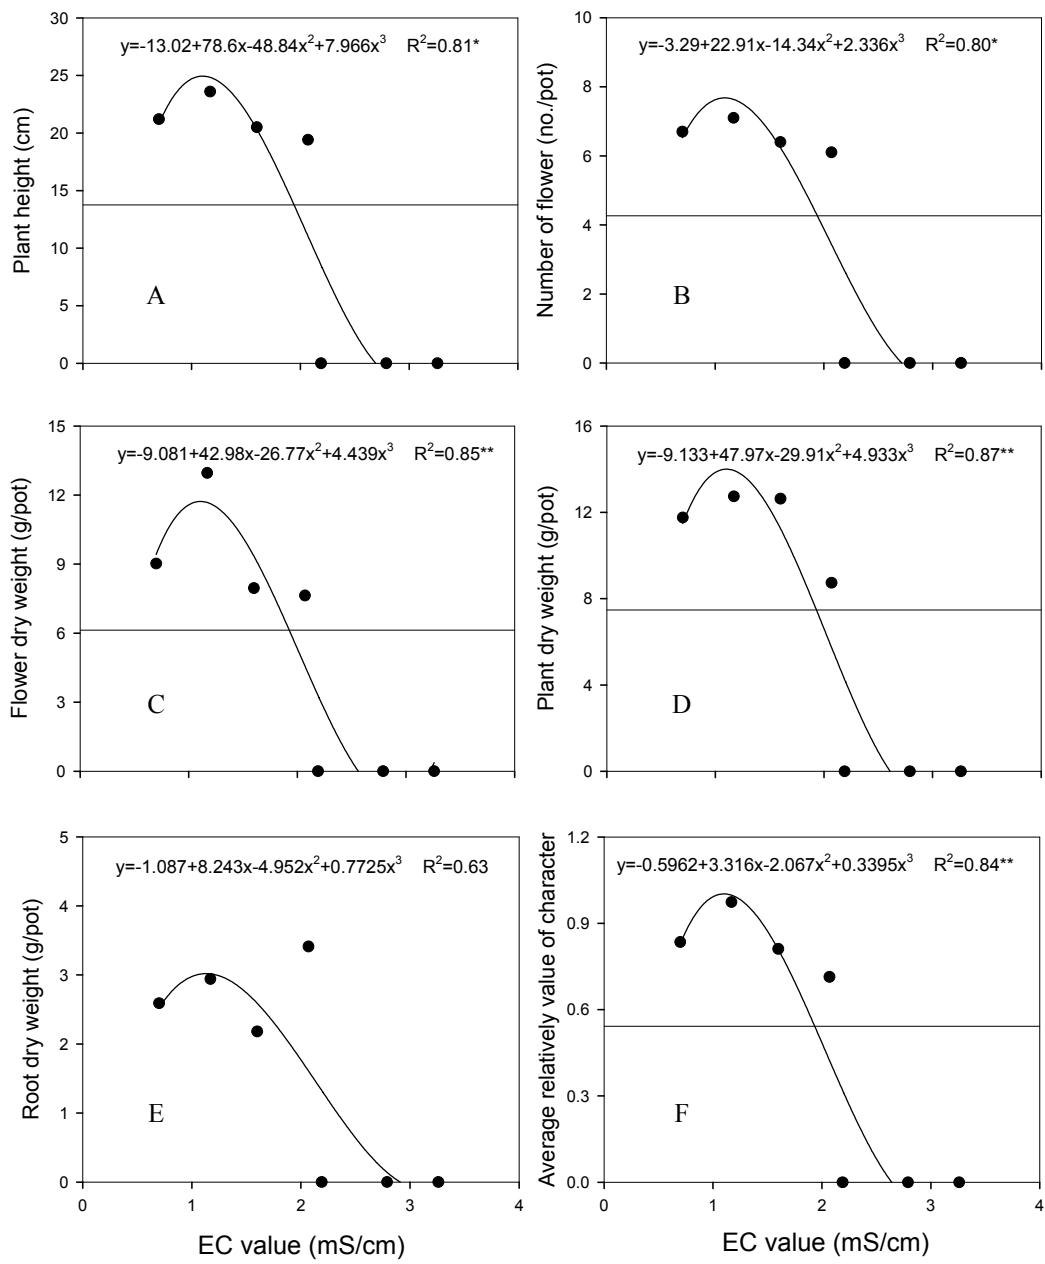 y=-13.02+78.6x-48.84x²+7.966x³ R²=0.81*
Plant height (cm)
30
25
20
15
10
5
0
A
y=-3.29+22.91x-14.34x²+2.336x³ R²=0.80*
Number of flower (no./pot)
10
8
6
4
2
0
B
y=-9.081+42.98x-26.77x²+4.439x³ R²=0.85**
Flower dry weight (g/pot)
15
12
9
6
3
0
C
y=-9.133+47.97x-29.91x²+4.933x³ R²=0.87**
Plant dry weight (g/pot)
16
12
8
4
0
D
y=-1.087+8.243x-4.952x²+0.7725x³ R²=0.63
Root dry weight (g/pot)
5
4
3
2
1
0
E
0 1 2 3 4
EC value (mS/cm)
y=-0.5962+3.316x-2.067x²+0.3395x³ R²=0.84**
Average relatively value of character
1.2
0.9
0.6
0.3
0.0
F
0 1 2 3 4
EC value (mS/cm)